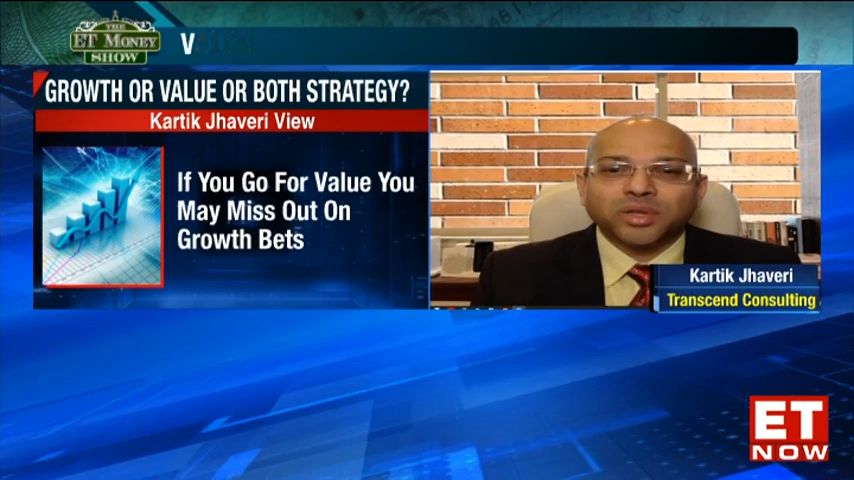 THE
ET MONEY
SHOW
V
GROWTH OR VALUE OR BOTH STRATEGY?
Kartik Jhaveri View
If You Go For Value You
May Miss Out On
Growth Bets
Kartik Jhaveri
Transcend Consulting
ET
NOW